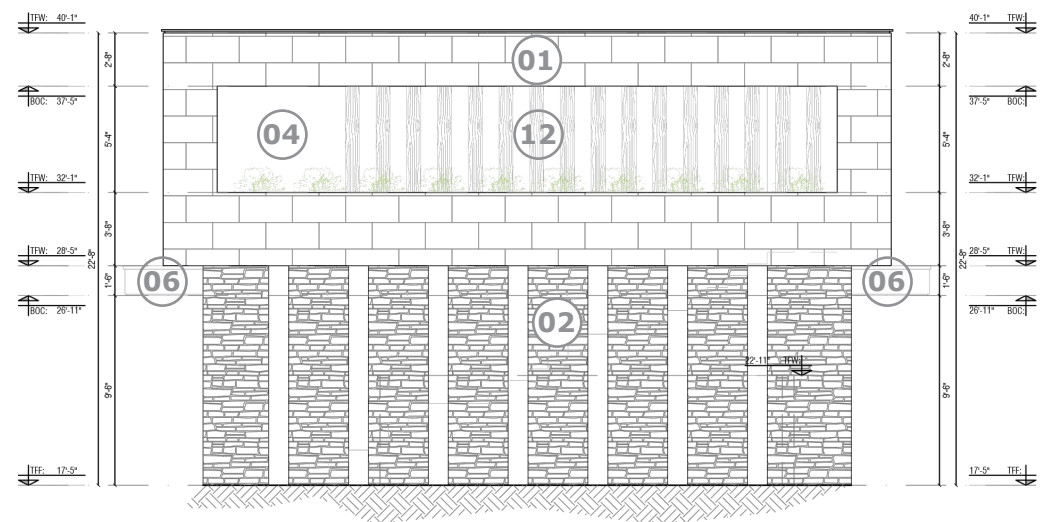 TFW: 40'-1"
40'-1" TFW:
2'-8"
01
2'-8"
BOC: 37'-5"
37'-5" BOC:
5'-4"
04
12
5'-4"
TFW: 32'-1"
32'-1" TFW:
3'-8"
3'-8"
TFW: 28'-5"
28'-5" TFW:
22'-8"
22'-8"
1'-6"
06
06
1'-6"
BOC: 26'-11"
26'-11" BOC:
02
22'-11" TFW:
9'-6"
9'-6"
TFF: 17'-5"
17'-5" TFF: